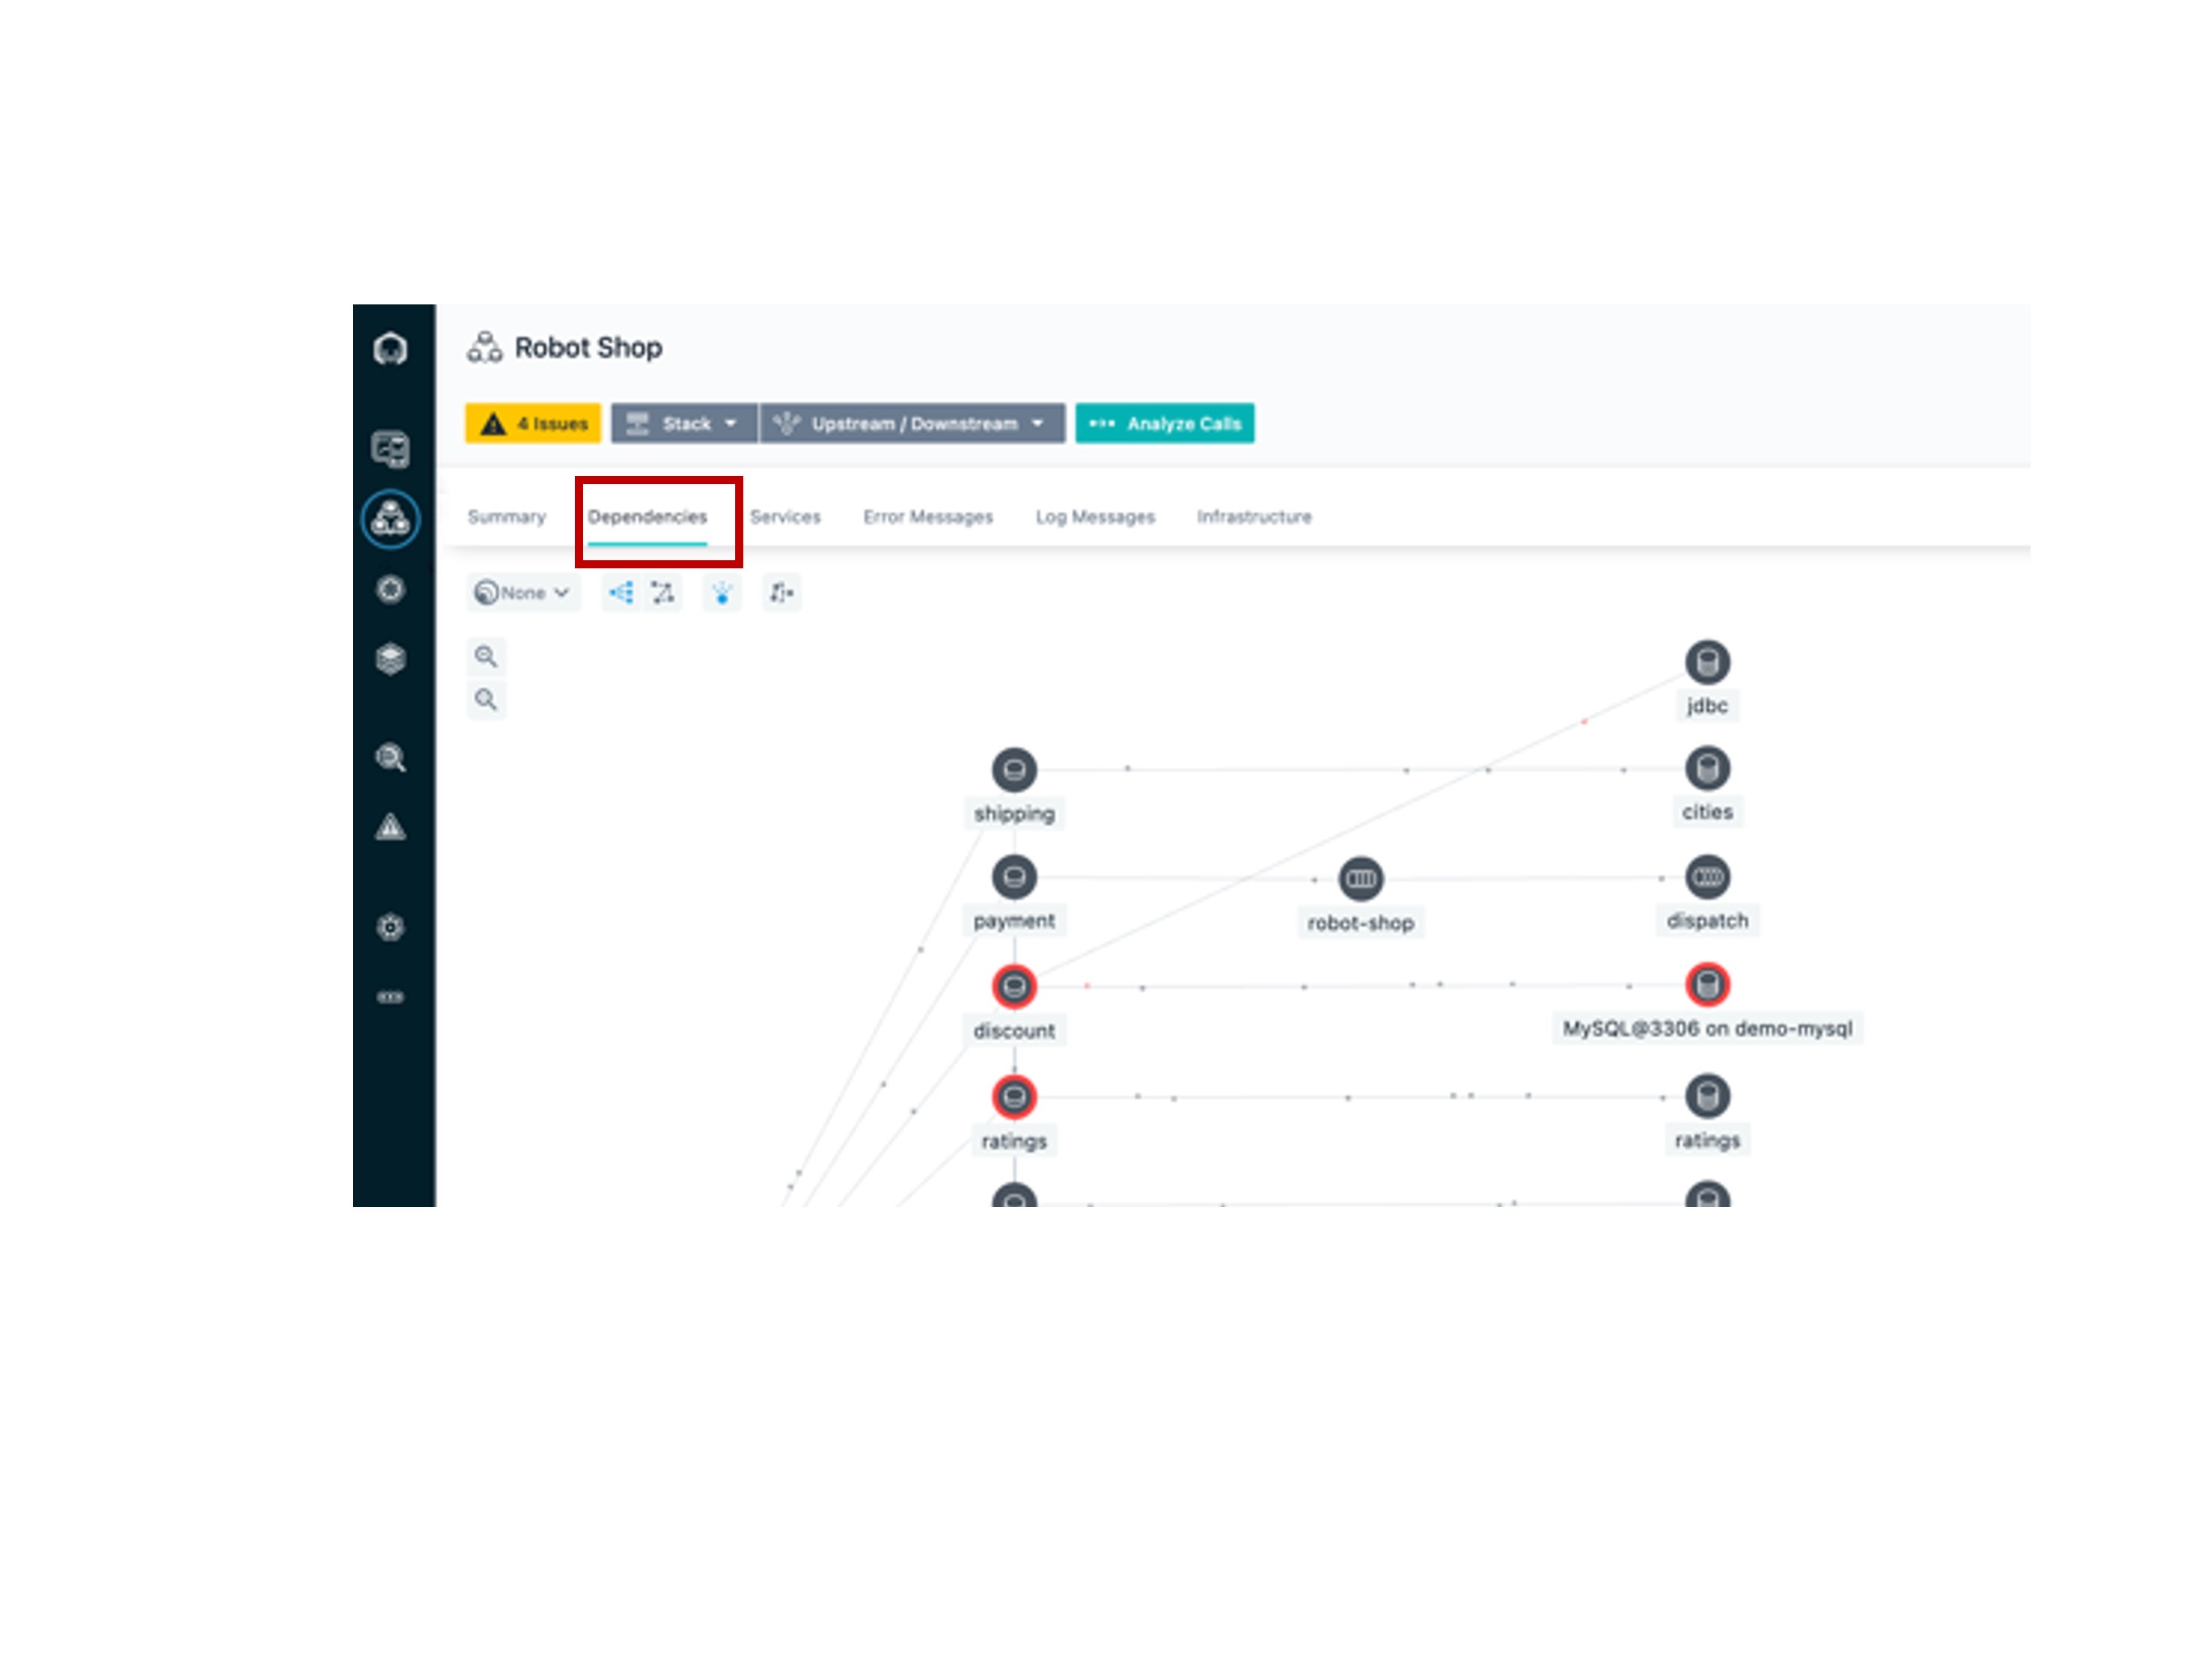 Robot Shop
4 Issues Stack Upstream / Downstream Analyze Calls
Summary Dependencies Services Error Messages Log Messages Infrastructure
None
jdbc
shipping cities
payment robot-shop dispatch
discount MySQL@3306 on demo-mysql
ratings ratings